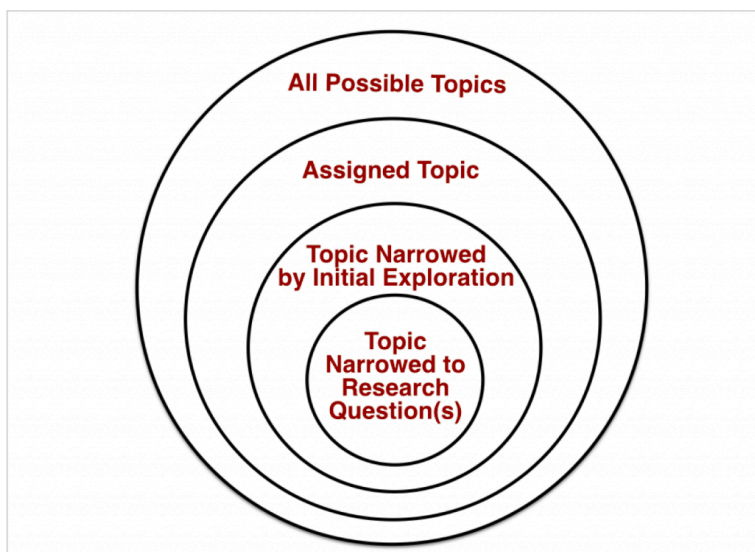 All Possible Topics
Assigned Topic
Topic Narrowed
by Initial Exploration
Topic
Narrowed to
Research
Question(s)